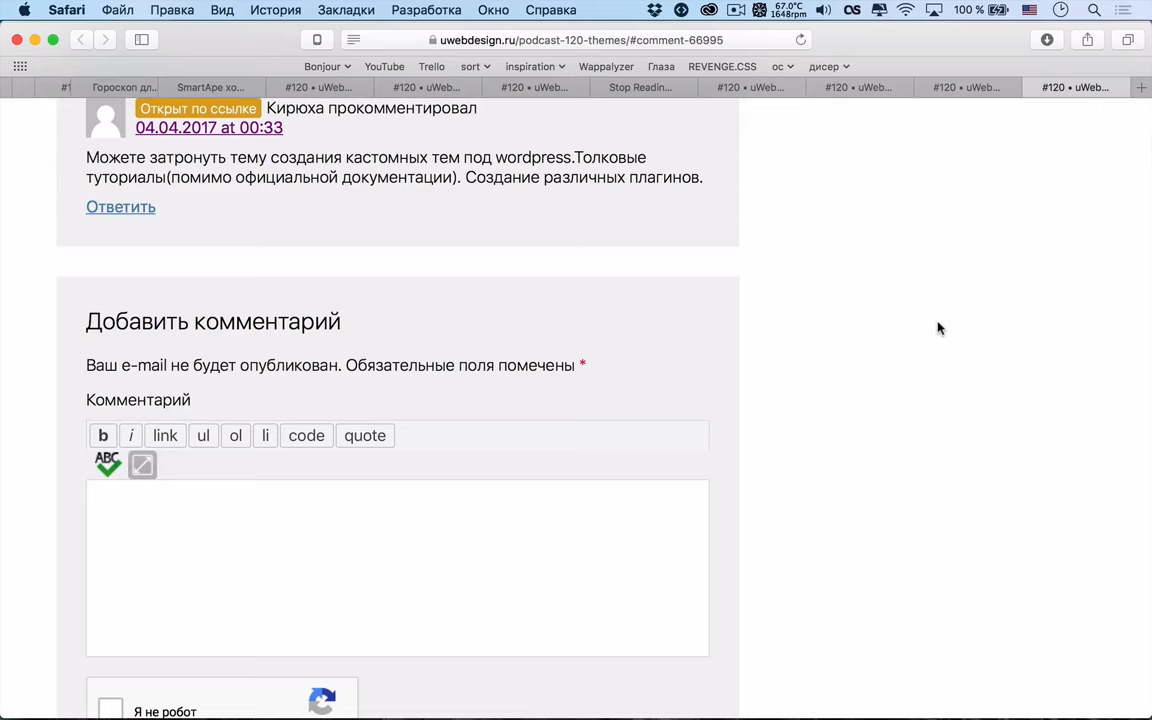 Safari Файл Правка Вид История Закладки Разработка Окно Справка 67.0°C 1648rpm 100 %
uwebdesign.ru/podcast-120-themes/#comment-66995
Bonjour YouTube Trello sort inspiration Wappalyzer Глаза REVENGE.CSS ос дисер
#1 Гороскоп дл.. SmartApe хо... #120 • uWeb... #120 • uWeb... #120 • uWeb... Stop Readin... #120 • uWeb... #120 • uWeb... #120 • uWeb... #120 • uWeb...
Открыт по ссылке Кирюха прокомментировал
04.04.2017 at 00:33
Можете затронуть тему создания кастомных тем под wordpress.Толковые
туториалы(помимо официальной документации). Создание различных плагинов.
Ответить
Добавить комментарий
Ваш e-mail не будет опубликован. Обязательные поля помечены *
Комментарий
b i link ul ol li code quote
ABC
Я не робот